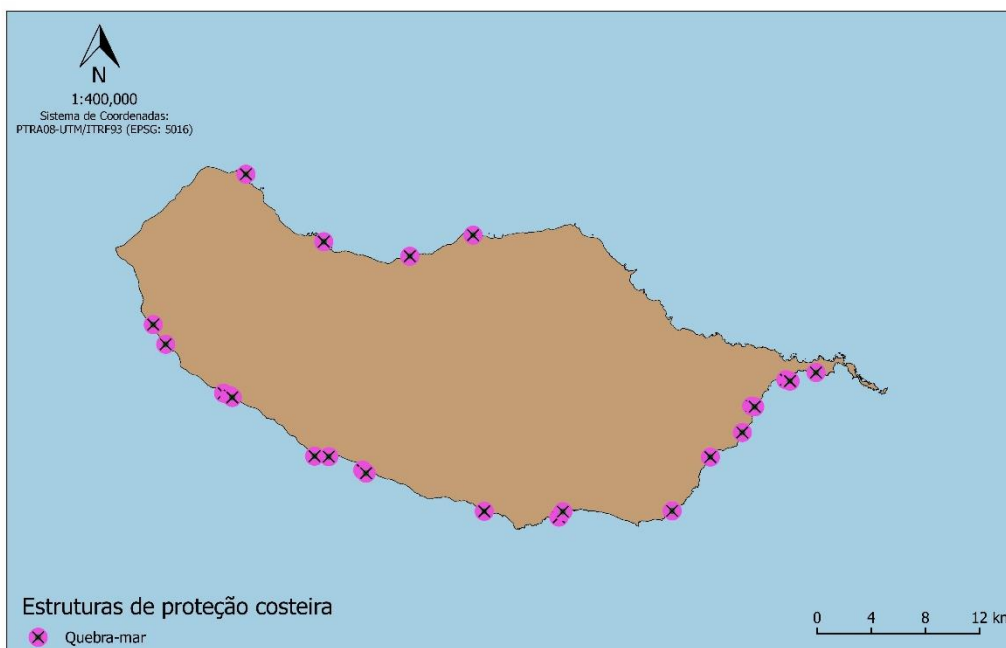 N
1:400,000
Sistema de Coordenadas:
PTRA08-UTM/ITRF93 (EPSG: 5016)
Estruturas de proteção costeira
Quebra-mar
0 4 8 12 km